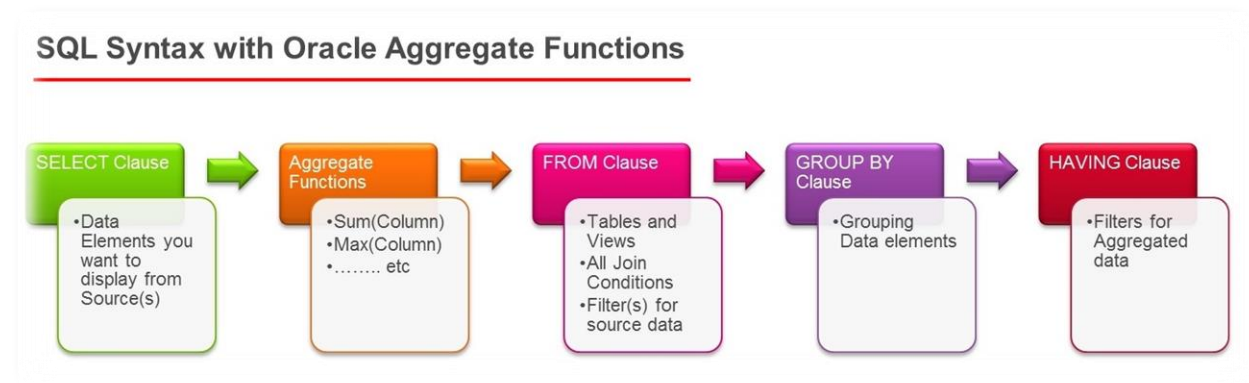 SQL Syntax with Oracle Aggregate Functions
SELECT Clause
•Data
Elements you
want to
display from
Source(s)
Aggregate
Functions
•Sum(Column)
•Max(Column)
•…….. etc
FROM Clause
•Tables and
Views
•All Join
Conditions
•Filter(s) for
source data
GROUP BY
Clause
•Grouping
Data elements
HAVING Clause
•Filters for
Aggregated
data